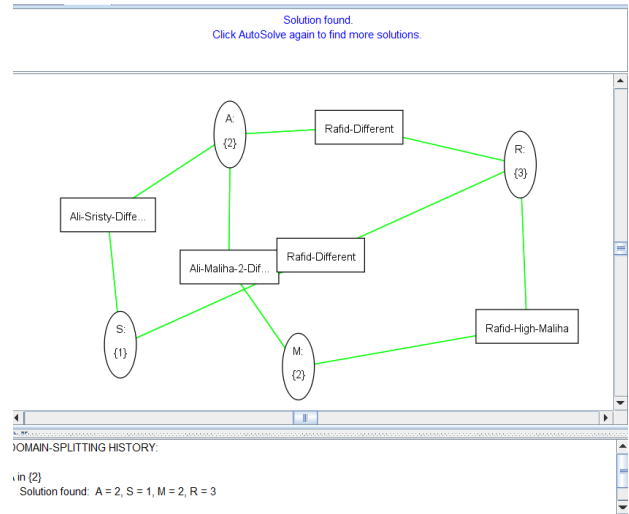 Solution found.
Click AutoSolve again to find more solutions.
A:
{2}
Rafid-Different
R:
{3}
Ali-Sristy-Diffe...
Ali-Maliha-2-Dif...
Rafid-Different
S:
{1}
M:
{2}
Rafid-High-Maliha
DOMAIN-SPLITTING HISTORY:
in {2}
Solution found: A = 2, S = 1, M = 2, R = 3